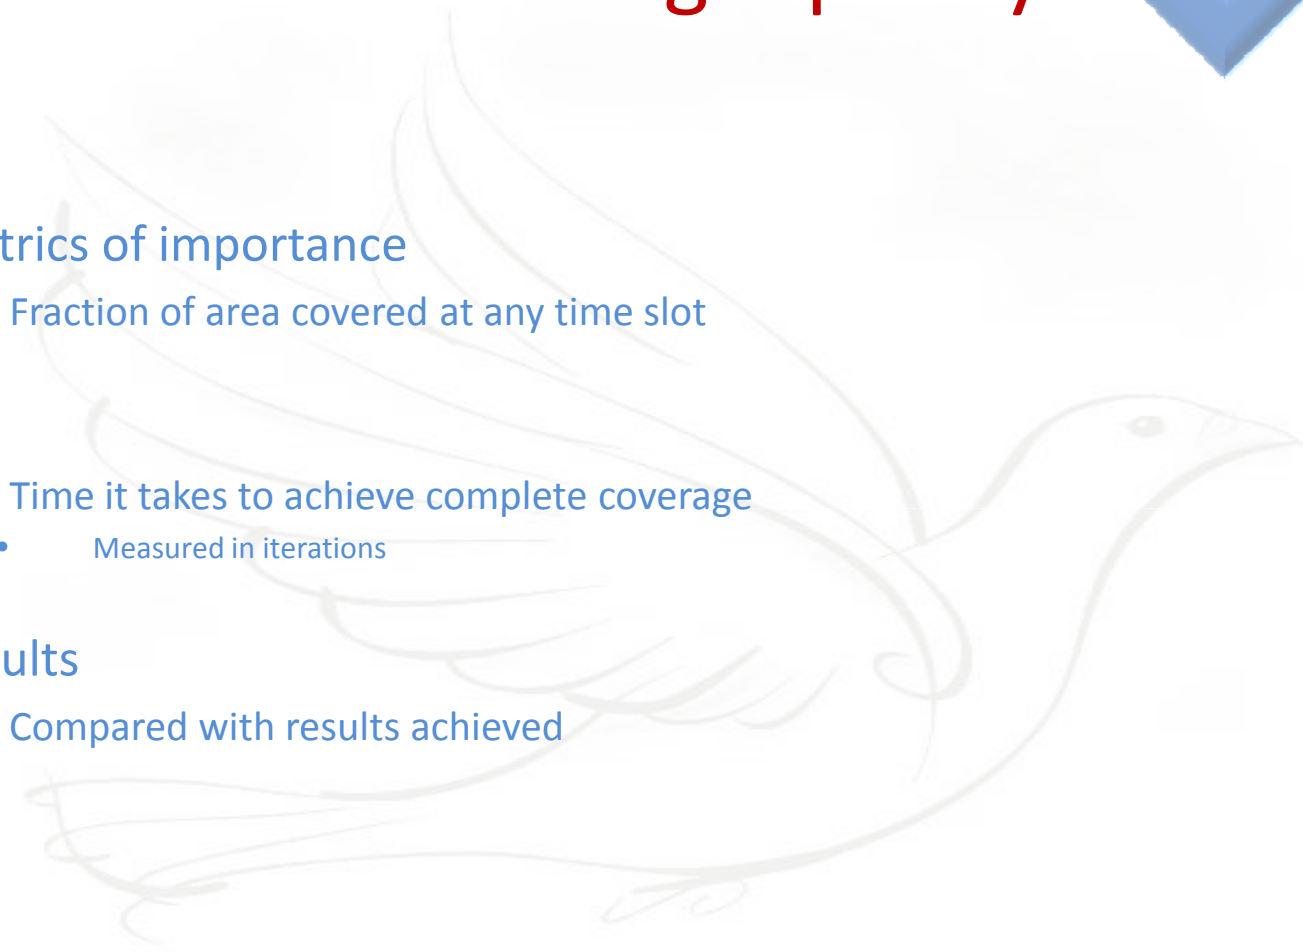 trics of importance
Fraction of area covered at any time slot
Time it takes to achieve complete coverage
• Measured in iterations
ults
Compared with results achieved